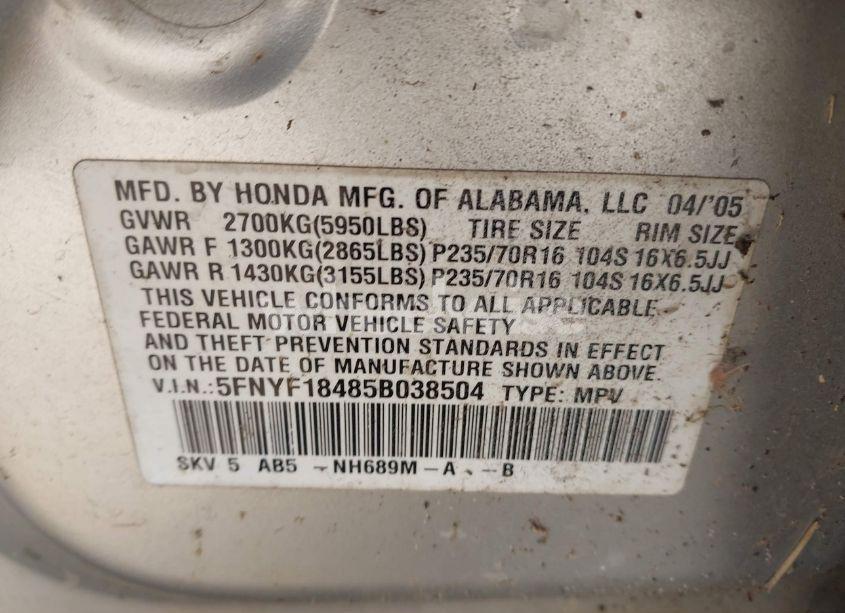 MFD. BY HONDA MFG. OF ALABAMA, LLC 04/'05
GVWR 2700KG(5950LBS) TIRE SIZE RIM SIZE
GAWR F 1300KG(2865LBS) P235/70R16 104S 16X6.5JJ
GAWR R 1430KG(3155LBS) P235/70R16 104S 16X6.5JJ
THIS VEHICLE CONFORMS TO ALL APPLICABLE
FEDERAL MOTOR VEHICLE SAFETY
AND THEFT PREVENTION STANDARDS IN EFFECT
ON THE DATE OF MANUFACTURE SHOWN ABOVE.
V.I.N.: 5FNYF18485B038504 TYPE: MPV
SKV 5 AB5 - NH689M - A - B